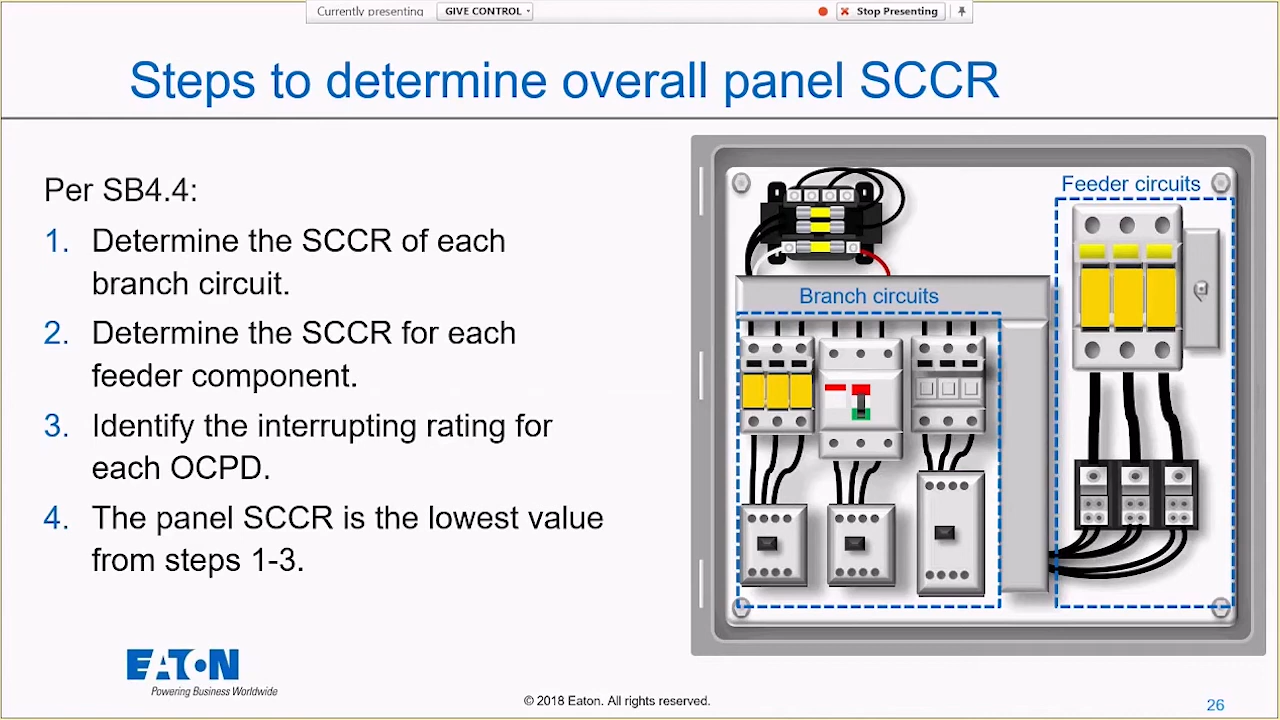 Currently presenting
GIVE CONTROL
Stop Presenting
Steps to determine overall panel SCCR
Per SB4.4:
1. Determine the SCCR of each
branch circuit.
2. Determine the SCCR for each
feeder component.
3. Identify the interrupting rating for
each OCPD.
4. The panel SCCR is the lowest value
from steps 1-3.
Feeder circuits
Branch circuits
EATON
Powering Business Worldwide
© 2018 Eaton. All rights reserved.
26